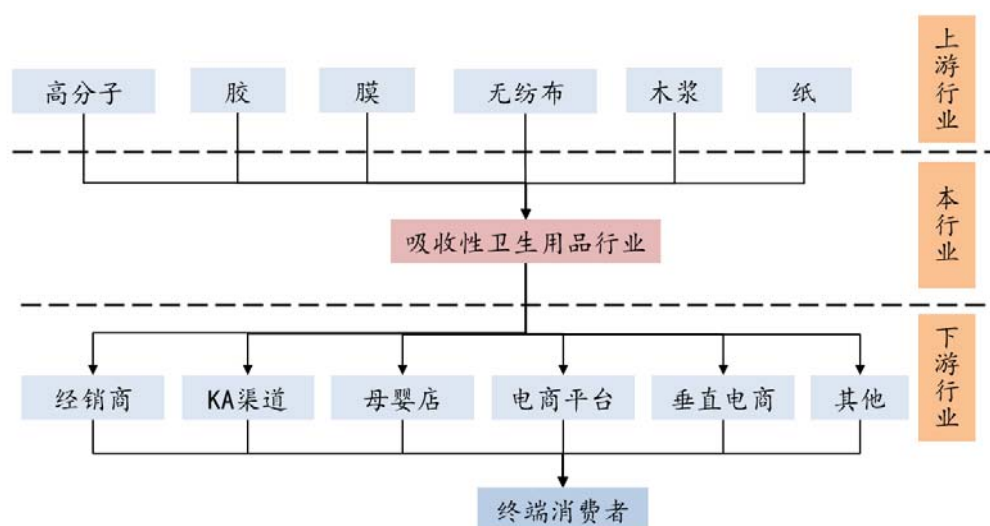 上游行业
高分子
胶
膜
无纺布
木浆
纸
本行业
吸收性卫生用品行业
下游行业
经销商
KA渠道
母婴店
电商平台
垂直电商
其他
终端消费者